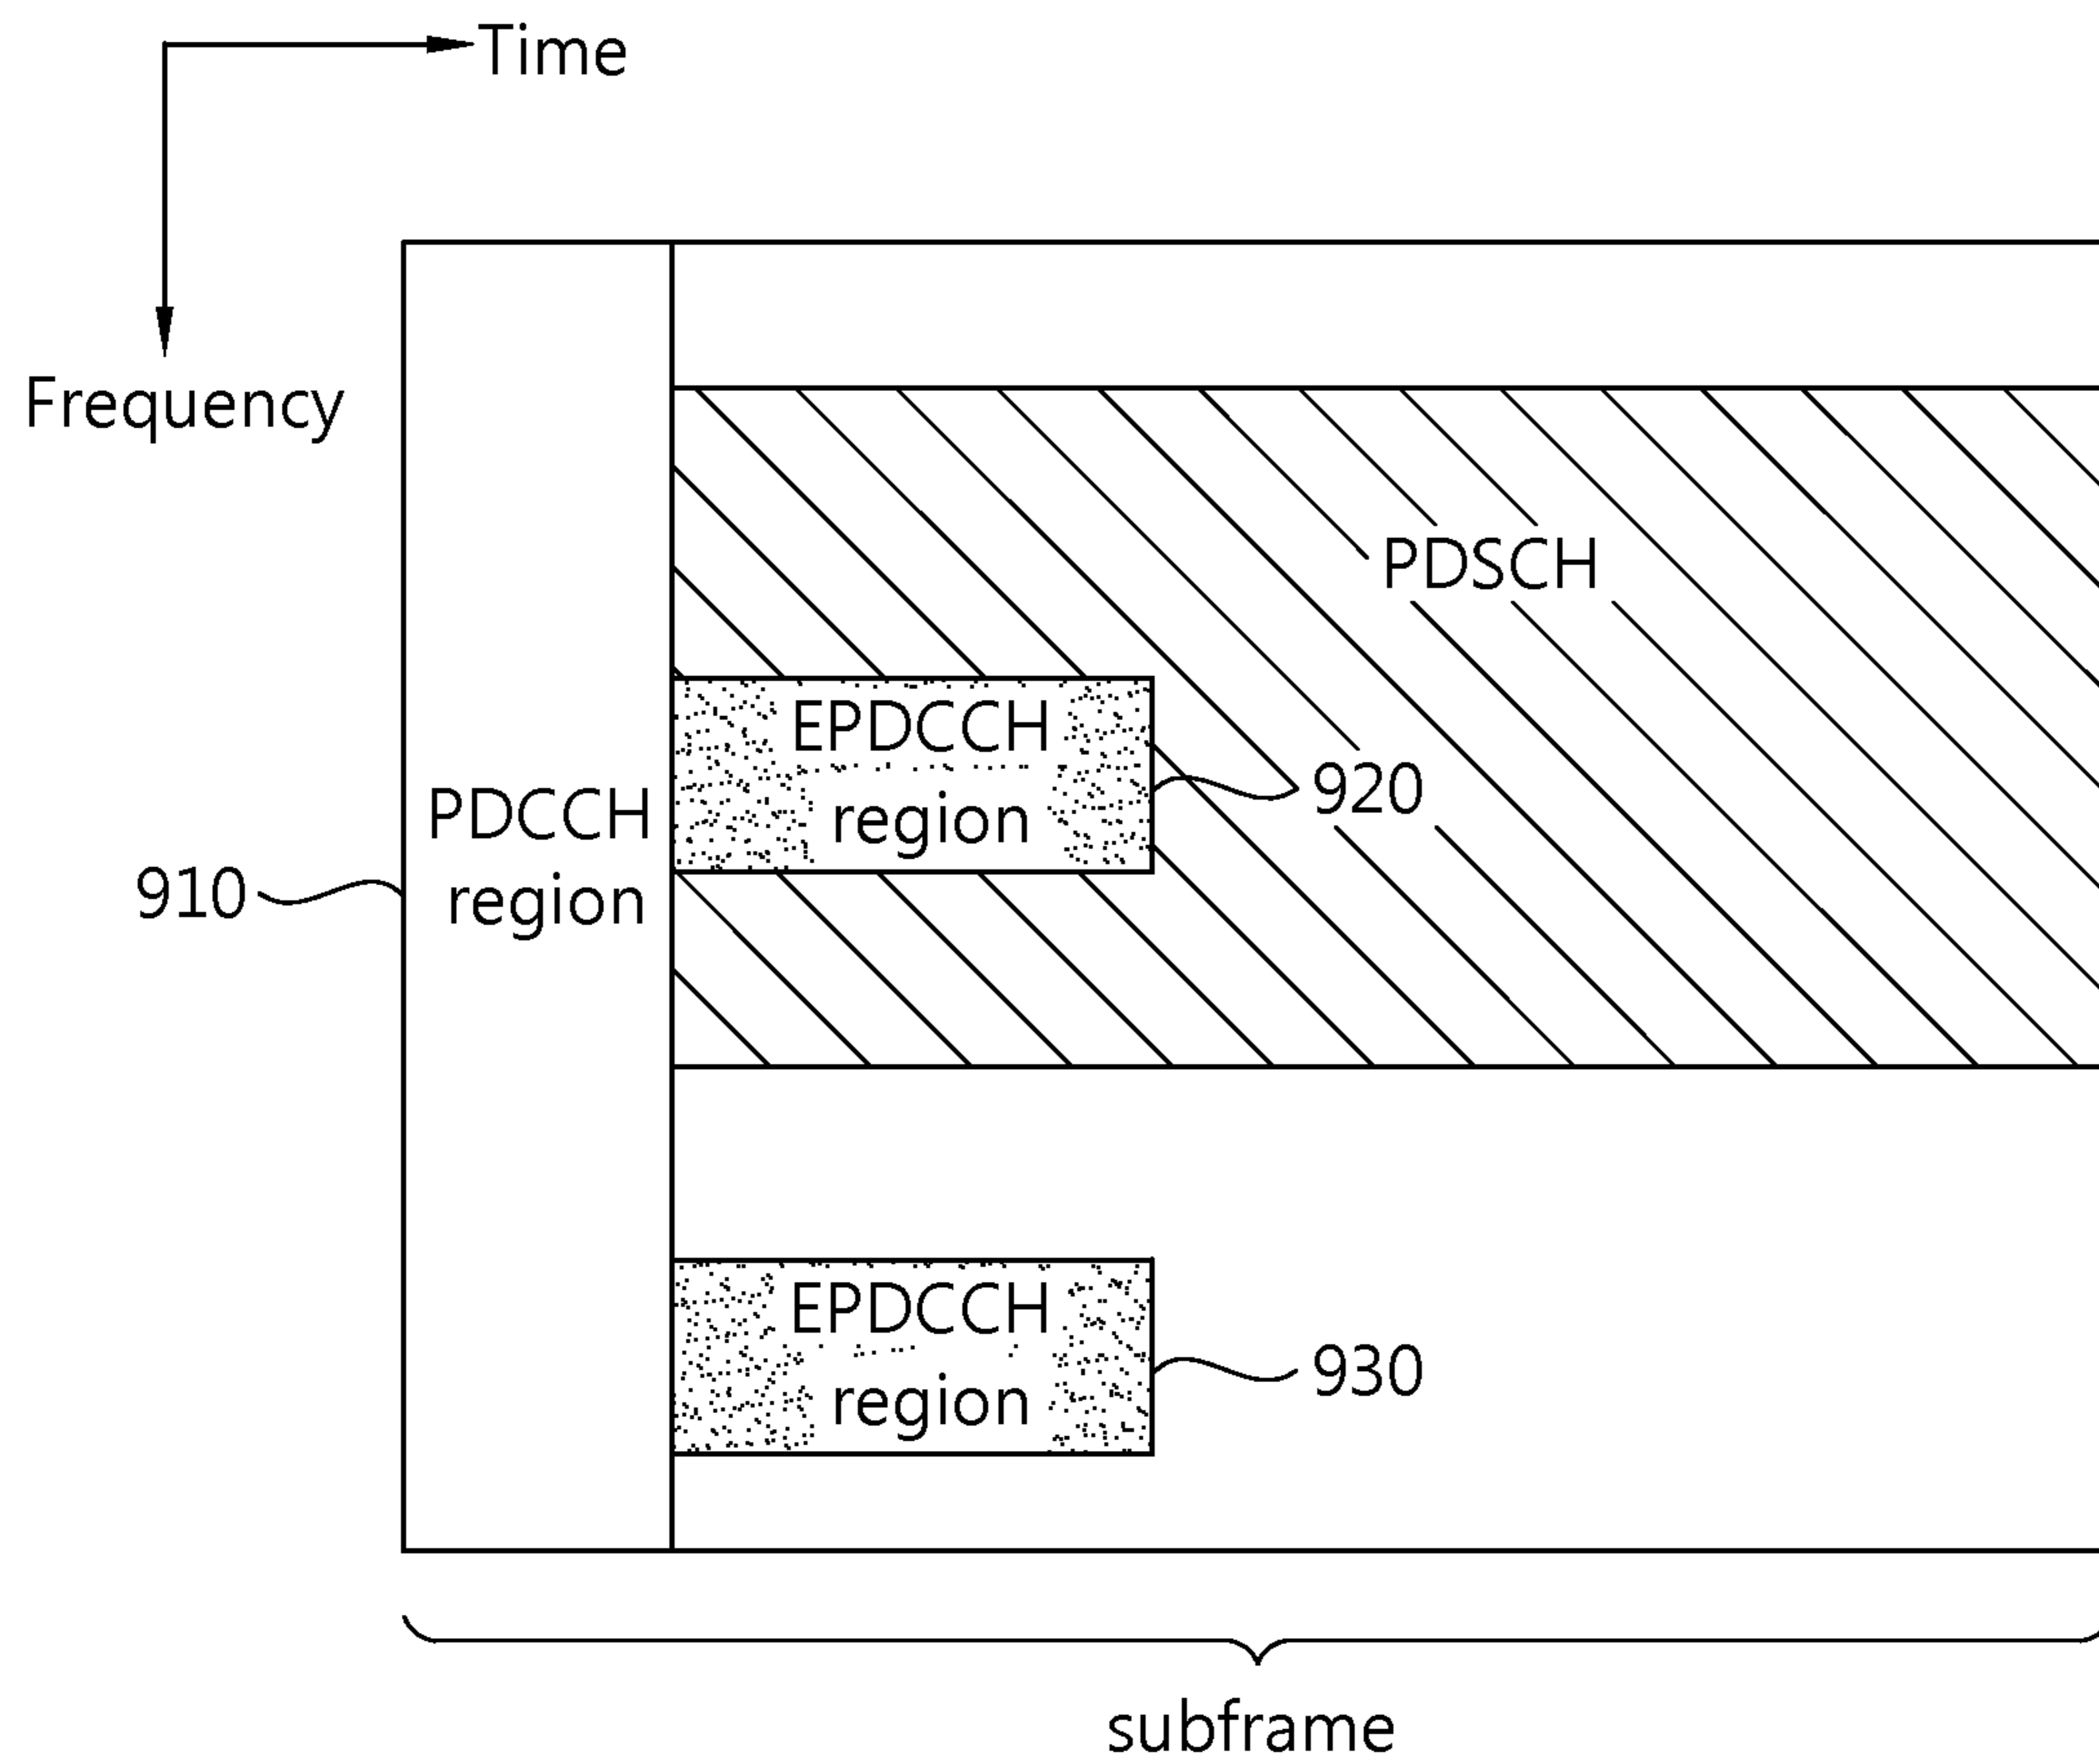 Time
Frequency
PDSCH
EPDCCH
region
920
PDCCH
region
910
EPDCCH
region
930
subframe